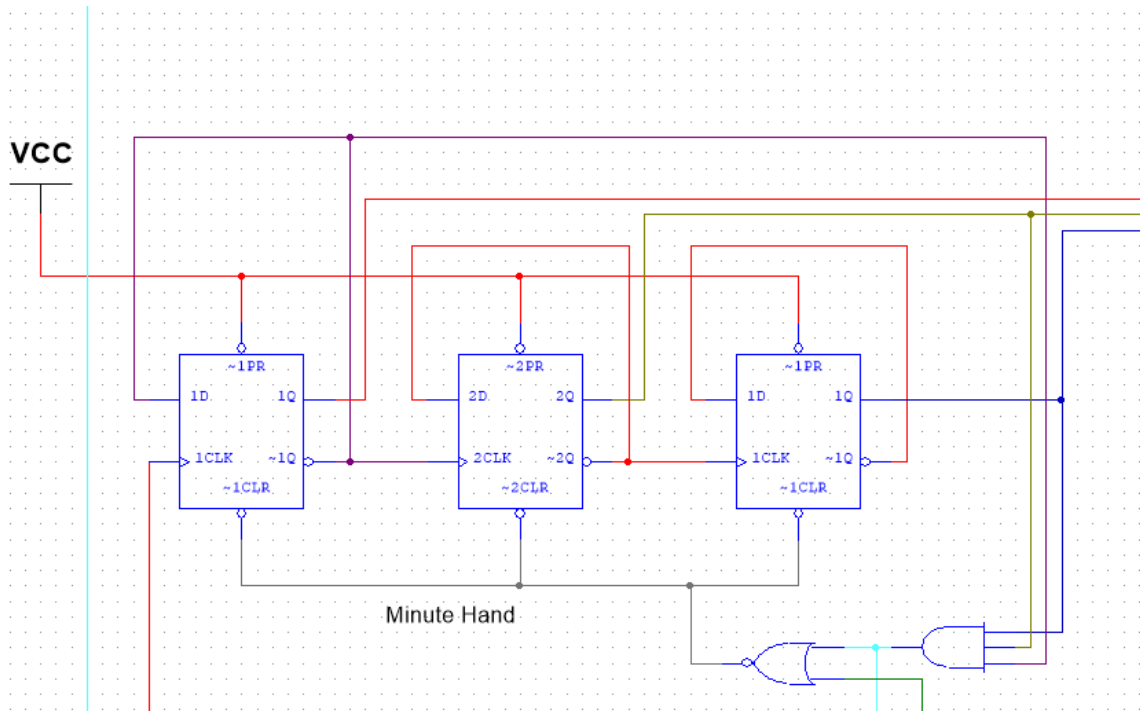 VCC
~1PR
1D 1Q
1CLK ~1Q
~1CLR
~2PR
2D 2Q
2CLK ~2Q
~2CLR
~1PR
1D 1Q
1CLK ~1Q
~1CLR
Minute Hand